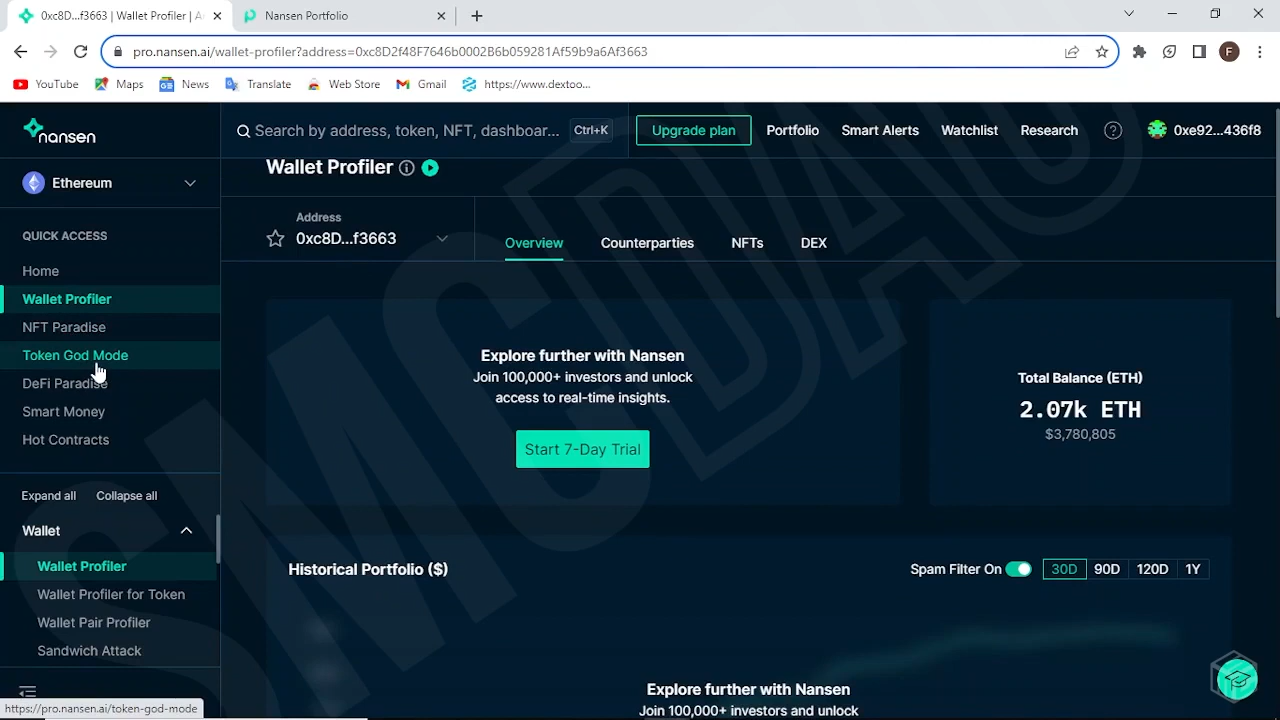 0xc8D2f48F7646b0002B6b059281Af59b9a6Af3663 | Wallet Profiler | A
Nansen Portfolio
pro.nansen.ai/wallet-profiler?address=0xc8D2f48F7646b0002B6b059281Af59b9a6Af3663
YouTube
Maps
News
Translate
Web Store
Gmail
https://www.dextoo...
nansen
Search by address, token, NFT, dashboar...
Ctrl+K
Upgrade plan
Portfolio
Smart Alerts
Watchlist
Research
0xe92...436f8
Ethereum
QUICK ACCESS
Home
Wallet Profiler
NFT Paradise
Token God Mode
DeFi Paradise
Smart Money
Hot Contracts
Expand all
Collapse all
Wallet
Wallet Profiler
Wallet Profiler for Token
Wallet Pair Profiler
Sandwich Attack
https://pro.nansen.ai/token-god-mode
Wallet Profiler
Address
0xc8D...f3663
Overview
Counterparties
NFTs
DEX
Explore further with Nansen
Join 100,000+ investors and unlock
access to real-time insights.
Start 7-Day Trial
Total Balance (ETH)
2.07k ETH
$3,780,805
Historical Portfolio ($)
Spam Filter On
30D
90D
120D
1Y
Explore further with Nansen
Join 100,000+ investors and unlock
SMCDAO